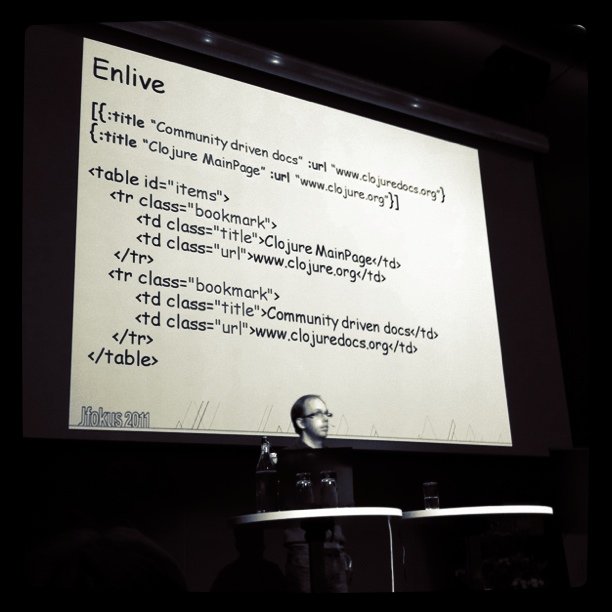 Enlive
[{:title "Community driven docs" :url "www.clojuredocs.org"}
{:title "Clojure MainPage" :url "www.clojure.org"}]
<table id="items">
<tr class="bookmark">
<td class="title">Clojure MainPage</td>
<td class="url">www.clojure.org</td>
</tr>
<tr class="bookmark">
<td class="title">Community driven docs</td>
<td class="url">www.clojuredocs.org</td>
</tr>
</table>
Jfokus 2011